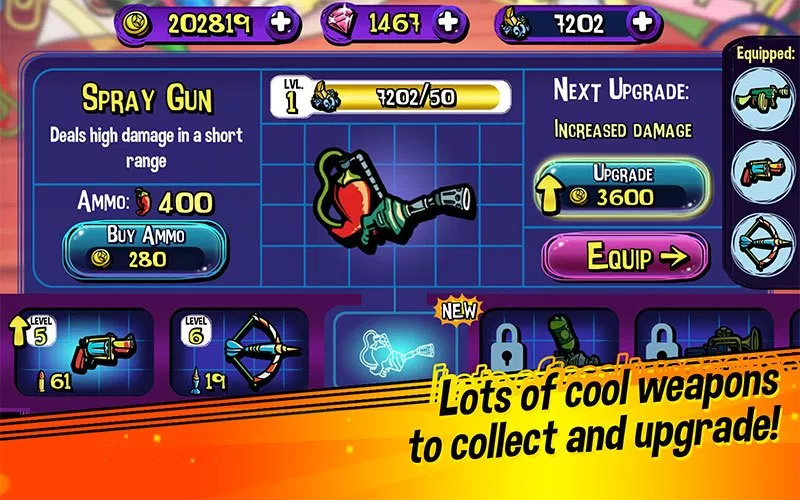 202819
1467
7202
Equipped:
SPRAY GUN
Deals high damage in a short
range
AMMO: 400
BUY AMMO
280
LVL.
1
7202/50
NEXT UPGRADE:
INCREASED DAMAGE
UPGRADE
3600
EQUIP
LEVEL
5
61
LEVEL
6
19
NEW
Lots of cool weapons
to collect and upgrade!